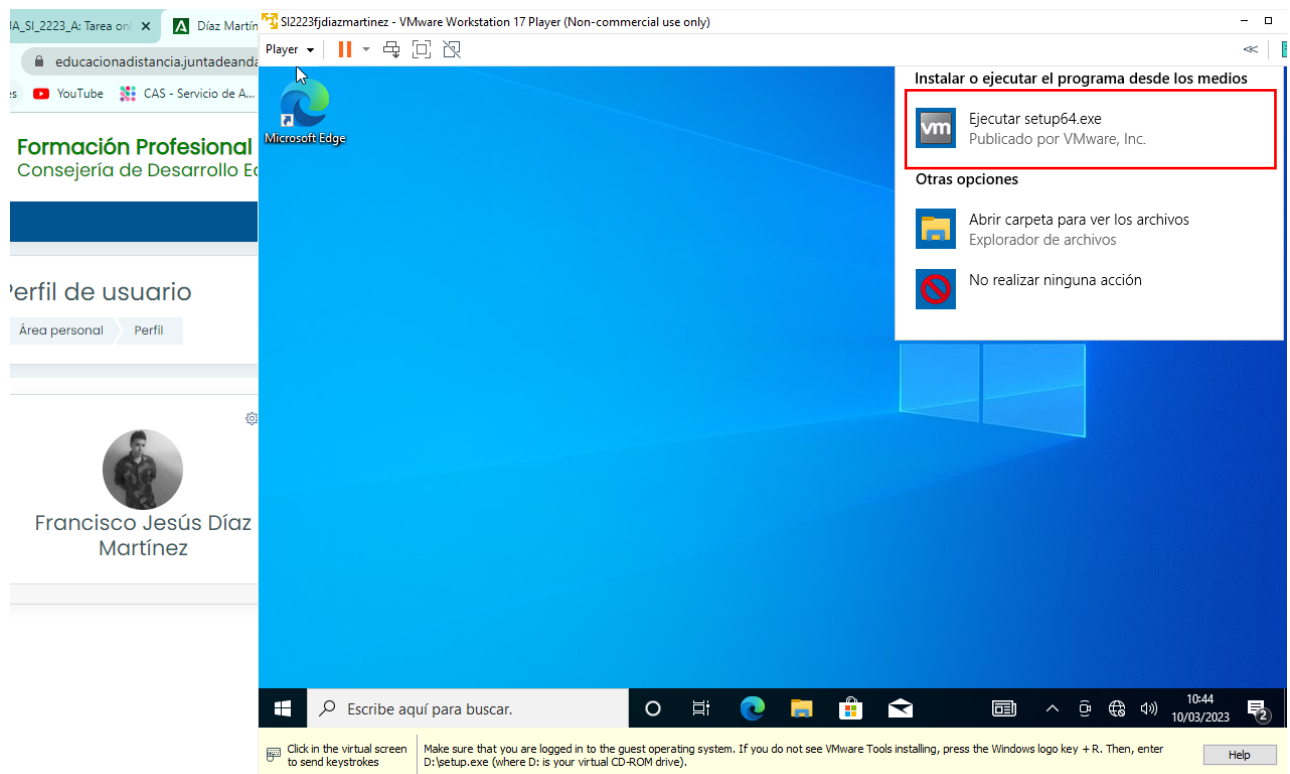 IA_SI_2223_A: Tarea onl
Díaz Martín
educacionadistancia.juntadeanda
YouTube
CAS - Servicio de A...
Formación Profesional
Consejería de Desarrollo
Perfil de usuario
Área personal
Perfil
Francisco Jesús Díaz
Martínez
SI2223fjdiazmartinez - VMware Workstation 17 Player (Non-commercial use only)
Player
Microsoft Edge
Instalar o ejecutar el programa desde los medios
Ejecutar setup64.exe
Publicado por VMware, Inc.
Otras opciones
Abrir carpeta para ver los archivos
Explorador de archivos
No realizar ninguna acción
vm
Escribe aquí para buscar.
10:44
10/03/2023
2
Click in the virtual screen
to send keystrokes
Make sure that you are logged in to the guest operating system. If you do not see VMware Tools installing, press the Windows logo key + R. Then, enter
D:\setup.exe (where D: is your virtual CD-ROM drive).
Help